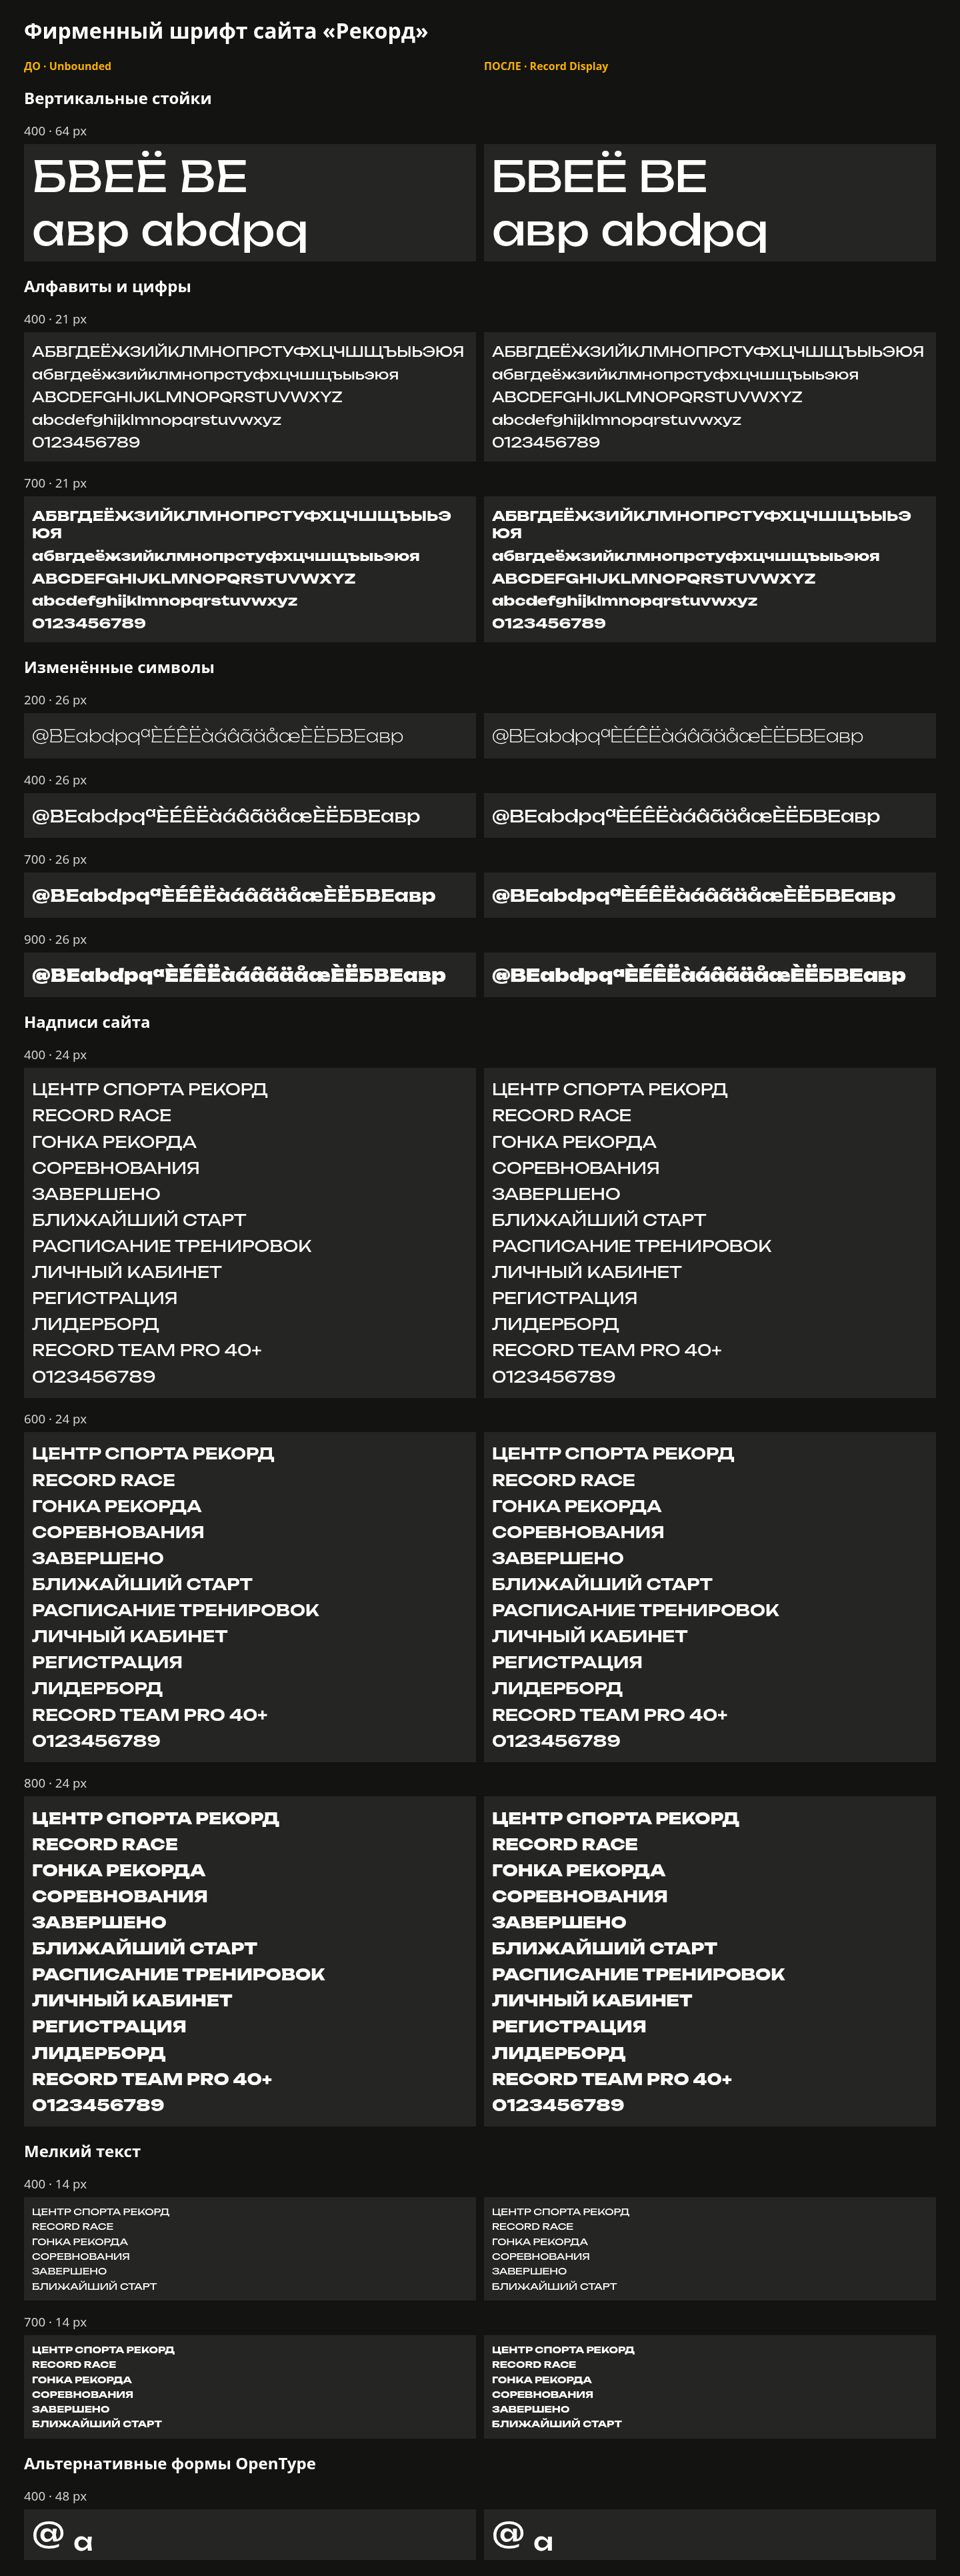 Фирменный шрифт сайта «Рекорд»
ДО · Unbounded
ПОСЛЕ · Record Display
Вертикальные стойки
400 · 64 px
БВЕЁ ВЕ
авр abdpq
БВЕЁ ВЕ
авр abdpq
Алфавиты и цифры
400 · 21 px
АБВГДЕЁЖЗИЙКЛМНОПРСТУФХЦЧШЩЪЫЬЭЮЯ
абвгдеёжзийклмнопрстуфхцчшщъыьэюя
ABCDEFGHIJKLMNOPQRSTUVWXYZ
abcdefghijklmnopqrstuvwxyz
0123456789
АБВГДЕЁЖЗИЙКЛМНОПРСТУФХЦЧШЩЪЫЬЭЮЯ
абвгдеёжзийклмнопрстуфхцчшщъыьэюя
ABCDEFGHIJKLMNOPQRSTUVWXYZ
abcdefghijklmnopqrstuvwxyz
0123456789
700 · 21 px
АБВГДЕЁЖЗИЙКЛМНОПРСТУФХЦЧШЩЪЫЬЭ
ЮЯ
абвгдеёжзийклмнопрстуфхцчшщъыьэюя
ABCDEFGHIJKLMNOPQRSTUVWXYZ
abcdefghijklmnopqrstuvwxyz
0123456789
АБВГДЕЁЖЗИЙКЛМНОПРСТУФХЦЧШЩЪЫЬЭ
ЮЯ
абвгдеёжзийклмнопрстуфхцчшщъыьэюя
ABCDEFGHIJKLMNOPQRSTUVWXYZ
abcdefghijklmnopqrstuvwxyz
0123456789
Изменённые символы
200 · 26 px
@BEabdpqªÈÉÊËàáâãäåæЀЁБВЕавр
@BEabdpqªÈÉÊËàáâãäåæЀЁБВЕавр
400 · 26 px
@BEabdpqªÈÉÊËàáâãäåæЀЁБВЕавр
@BEabdpqªÈÉÊËàáâãäåæЀЁБВЕавр
700 · 26 px
@BEabdpqªÈÉÊËàáâãäåæЀЁБВЕавр
@BEabdpqªÈÉÊËàáâãäåæЀЁБВЕавр
900 · 26 px
@BEabdpqªÈÉÊËàáâãäåæЀЁБВЕавр
@BEabdpqªÈÉÊËàáâãäåæЀЁБВЕавр
Надписи сайта
400 · 24 px
ЦЕНТР СПОРТА РЕКОРД
RECORD RACE
ГОНКА РЕКОРДА
СОРЕВНОВАНИЯ
ЗАВЕРШЕНО
БЛИЖАЙШИЙ СТАРТ
РАСПИСАНИЕ ТРЕНИРОВОК
ЛИЧНЫЙ КАБИНЕТ
РЕГИСТРАЦИЯ
ЛИДЕРБОРД
RECORD TEAM PRO 40+
0123456789
ЦЕНТР СПОРТА РЕКОРД
RECORD RACE
ГОНКА РЕКОРДА
СОРЕВНОВАНИЯ
ЗАВЕРШЕНО
БЛИЖАЙШИЙ СТАРТ
РАСПИСАНИЕ ТРЕНИРОВОК
ЛИЧНЫЙ КАБИНЕТ
РЕГИСТРАЦИЯ
ЛИДЕРБОРД
RECORD TEAM PRO 40+
0123456789
600 · 24 px
ЦЕНТР СПОРТА РЕКОРД
RECORD RACE
ГОНКА РЕКОРДА
СОРЕВНОВАНИЯ
ЗАВЕРШЕНО
БЛИЖАЙШИЙ СТАРТ
РАСПИСАНИЕ ТРЕНИРОВОК
ЛИЧНЫЙ КАБИНЕТ
РЕГИСТРАЦИЯ
ЛИДЕРБОРД
RECORD TEAM PRO 40+
0123456789
ЦЕНТР СПОРТА РЕКОРД
RECORD RACE
ГОНКА РЕКОРДА
СОРЕВНОВАНИЯ
ЗАВЕРШЕНО
БЛИЖАЙШИЙ СТАРТ
РАСПИСАНИЕ ТРЕНИРОВОК
ЛИЧНЫЙ КАБИНЕТ
РЕГИСТРАЦИЯ
ЛИДЕРБОРД
RECORD TEAM PRO 40+
0123456789
800 · 24 px
ЦЕНТР СПОРТА РЕКОРД
RECORD RACE
ГОНКА РЕКОРДА
СОРЕВНОВАНИЯ
ЗАВЕРШЕНО
БЛИЖАЙШИЙ СТАРТ
РАСПИСАНИЕ ТРЕНИРОВОК
ЛИЧНЫЙ КАБИНЕТ
РЕГИСТРАЦИЯ
ЛИДЕРБОРД
RECORD TEAM PRO 40+
0123456789
ЦЕНТР СПОРТА РЕКОРД
RECORD RACE
ГОНКА РЕКОРДА
СОРЕВНОВАНИЯ
ЗАВЕРШЕНО
БЛИЖАЙШИЙ СТАРТ
РАСПИСАНИЕ ТРЕНИРОВОК
ЛИЧНЫЙ КАБИНЕТ
РЕГИСТРАЦИЯ
ЛИДЕРБОРД
RECORD TEAM PRO 40+
0123456789
Мелкий текст
400 · 14 px
ЦЕНТР СПОРТА РЕКОРД
RECORD RACE
ГОНКА РЕКОРДА
СОРЕВНОВАНИЯ
ЗАВЕРШЕНО
БЛИЖАЙШИЙ СТАРТ
ЦЕНТР СПОРТА РЕКОРД
RECORD RACE
ГОНКА РЕКОРДА
СОРЕВНОВАНИЯ
ЗАВЕРШЕНО
БЛИЖАЙШИЙ СТАРТ
700 · 14 px
ЦЕНТР СПОРТА РЕКОРД
RECORD RACE
ГОНКА РЕКОРДА
СОРЕВНОВАНИЯ
ЗАВЕРШЕНО
БЛИЖАЙШИЙ СТАРТ
ЦЕНТР СПОРТА РЕКОРД
RECORD RACE
ГОНКА РЕКОРДА
СОРЕВНОВАНИЯ
ЗАВЕРШЕНО
БЛИЖАЙШИЙ СТАРТ
Альтернативные формы OpenType
400 · 48 px
@ a
@ a